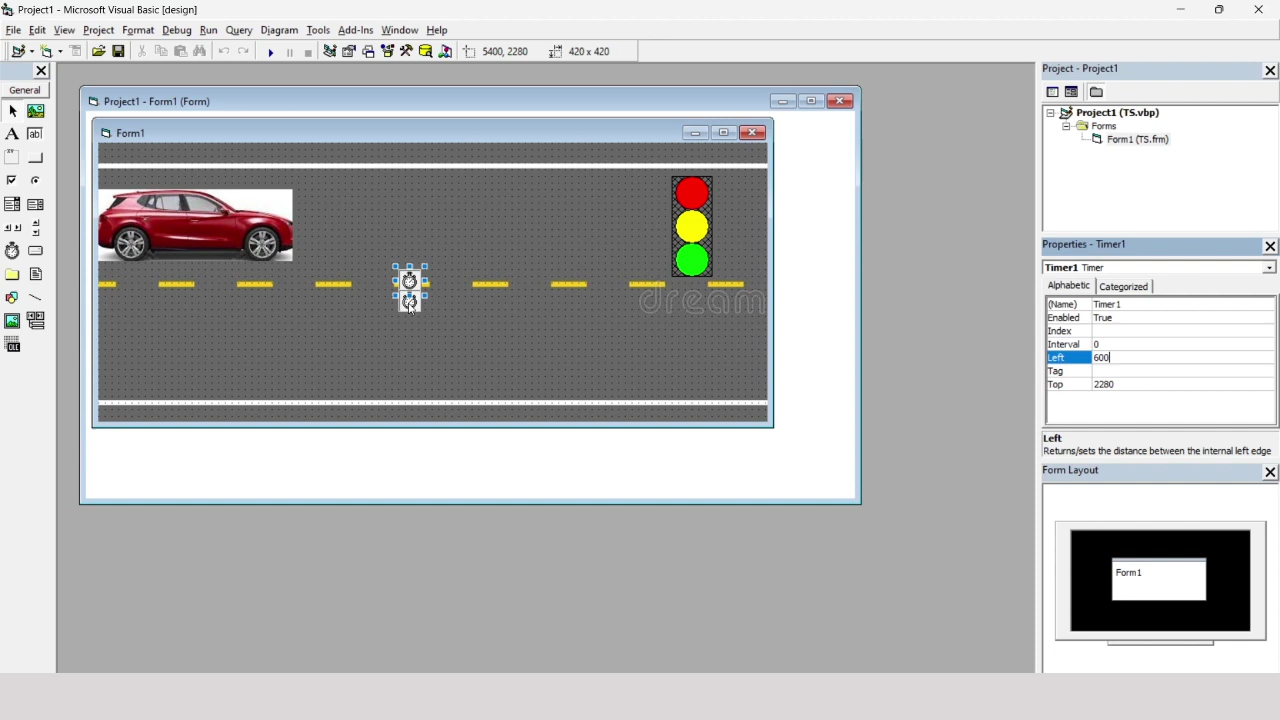 Project1 - Microsoft Visual Basic [design]
File Edit View Project Format Debug Run Query Diagram Tools Add-Ins Window Help
5400, 2280 420 x 420
General
Project1 - Form1 (Form)
Form1
dream
Project - Project1
Project1 (TS.vbp)
Forms
Form1 (TS.frm)
Properties - Timer1
Timer1 Timer
Alphabetic Categorized
(Name) Timer1
Enabled True
Index
Interval 0
Left 600
Tag
Top 2280
Left
Returns/sets the distance between the internal left edge
Form Layout
Form1